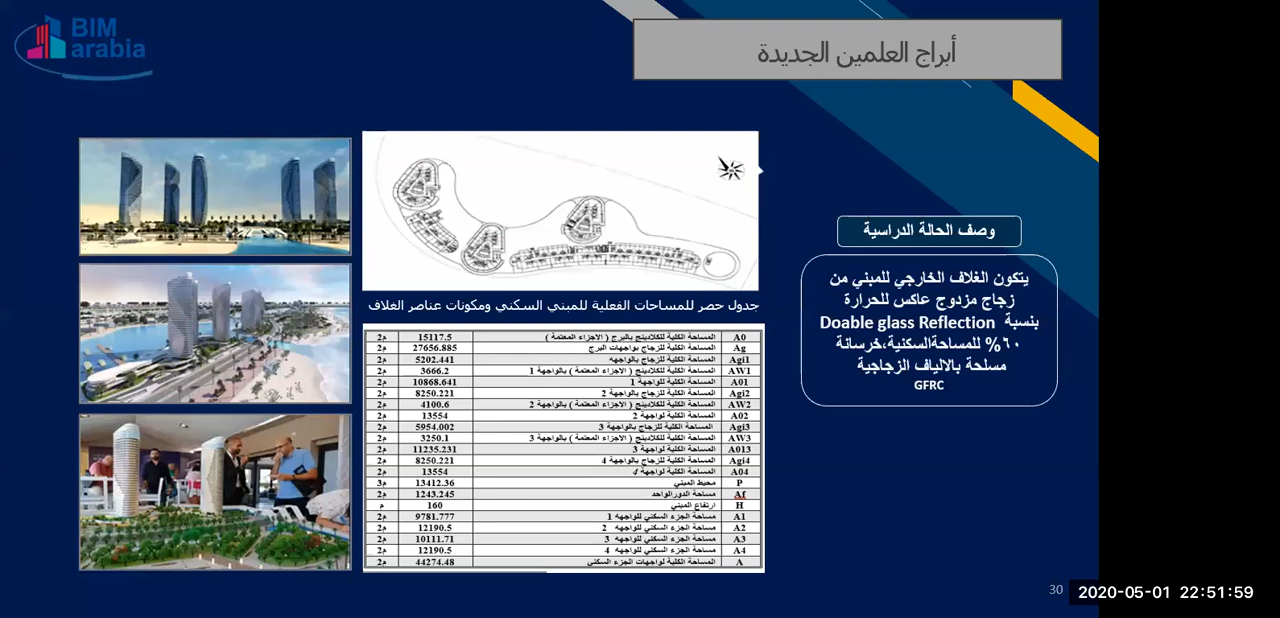 BIM
arabia
أبراج العلمين الجديدة
وصف الحالة الدراسية
يتكون الغلاف الخارجي للمبني من
زجاج مزدوج عاكس للحرارة
بنسبة Doable glass Reflection
٦٠% للمساحةالسكنية،خرسانة
مسلحة بالالياف الزجاجية
GFRC
جدول حصر للمساحات الفعلية للمبني السكني ومكونات عناصر الغلاف
A0 المساحة الكلية للكلادينج بالبرج ( الاجزاء المعتمة ) 15117.5 م2
Ag المساحة الكلية للزجاج بواجهات البرج 27656.885 م2
Agi1 المساحة الكلية للزجاج بالواجهه 5202.441 م2
AW1 المساحة الكلية للكلادينج ( الاجزاء المعتمة ) بالواجهة 1 3666.2 م2
A01 المساحة الكلية للواجهة 1 10868.641 م2
Agi2 المساحة الكلية للزجاج بالواجهة 2 8250.221 م2
AW2 المساحة الكلية للكلادينج ( الاجزاء المعتمة ) بالواجهة 2 4100.6 م2
A02 المساحة الكلية لواجهة 2 13554 م2
Agi3 المساحة الكلية للزجاج بالواجهة 3 5954.002 م2
AW3 المساحة الكلية للكلادينج ( الاجزاء المعتمة ) بالواجهة 3 3250.1 م2
A013 المساحة الكلية لواجهة 3 11235.231 م2
Agi4 المساحة الكلية للزجاج بالواجهة 4 8250.221 م2
A04 المساحة الكلية لواجهة 4 13554 م2
P محيط المبني 13412.36 م3
Af مساحة الدورالواحد 1243.245 م2
H ارتفاع المبني 160 م
A1 مساحة الجزء السكني للواجهه 1 9781.777 م2
A2 مساحة الجزء السكني للواجهه 2 12190.5 م2
A3 مساحة الجزء السكني للواجهه 3 10111.71 م2
A4 مساحة الجزء السكني للواجهه 4 12190.5 م2
A المساحة الكلية لواجهات الجزء السكني 44274.48 م2
30
2020-05-01 22:51:59